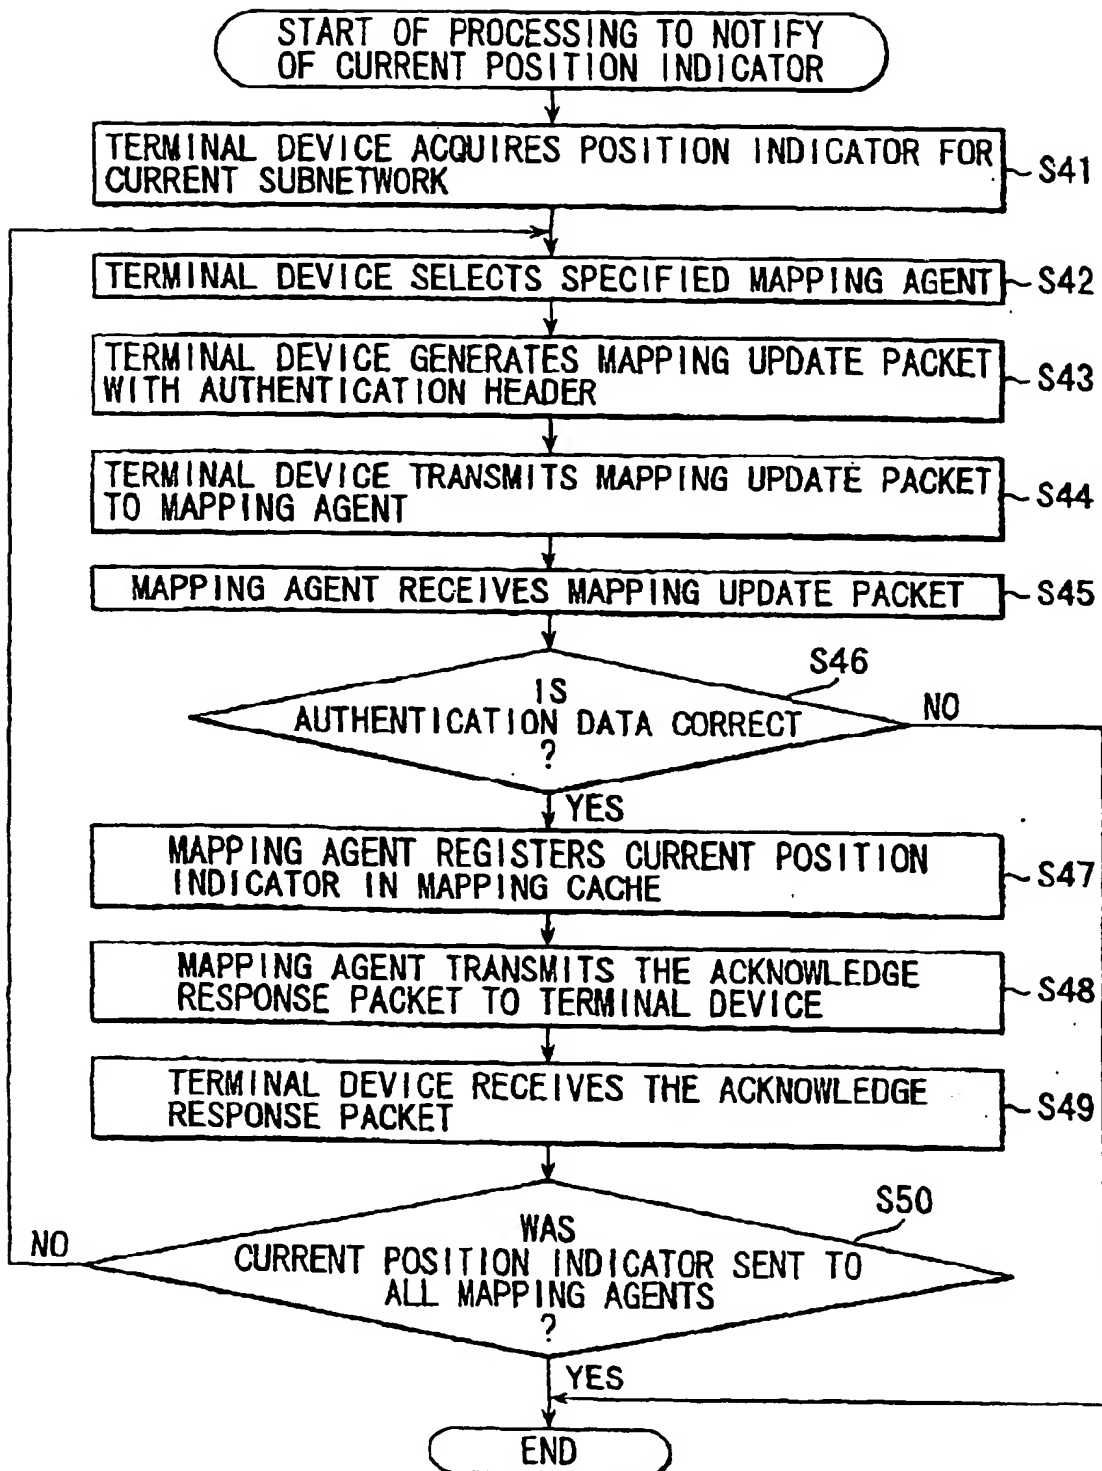 START OF PROCESSING TO NOTIFY
OF CURRENT POSITION INDICATOR
TERMINAL DEVICE ACQUIRES POSITION INDICATOR FOR
CURRENT SUBNETWORK
S41
TERMINAL DEVICE SELECTS SPECIFIED MAPPING AGENT
S42
TERMINAL DEVICE GENERATES MAPPING UPDATE PACKET
WITH AUTHENTICATION HEADER
S43
TERMINAL DEVICE TRANSMITS MAPPING UPDATE PACKET
TO MAPPING AGENT
S44
MAPPING AGENT RECEIVES MAPPING UPDATE PACKET
S45
S46
IS
AUTHENTICATION DATA CORRECT
?
NO
YES
MAPPING AGENT REGISTERS CURRENT POSITION
INDICATOR IN MAPPING CACHE
S47
MAPPING AGENT TRANSMITS THE ACKNOWLEDGE
RESPONSE PACKET TO TERMINAL DEVICE
S48
TERMINAL DEVICE RECEIVES THE ACKNOWLEDGE
RESPONSE PACKET
S49
S50
NO
WAS
CURRENT POSITION INDICATOR SENT TO
ALL MAPPING AGENTS
?
YES
END